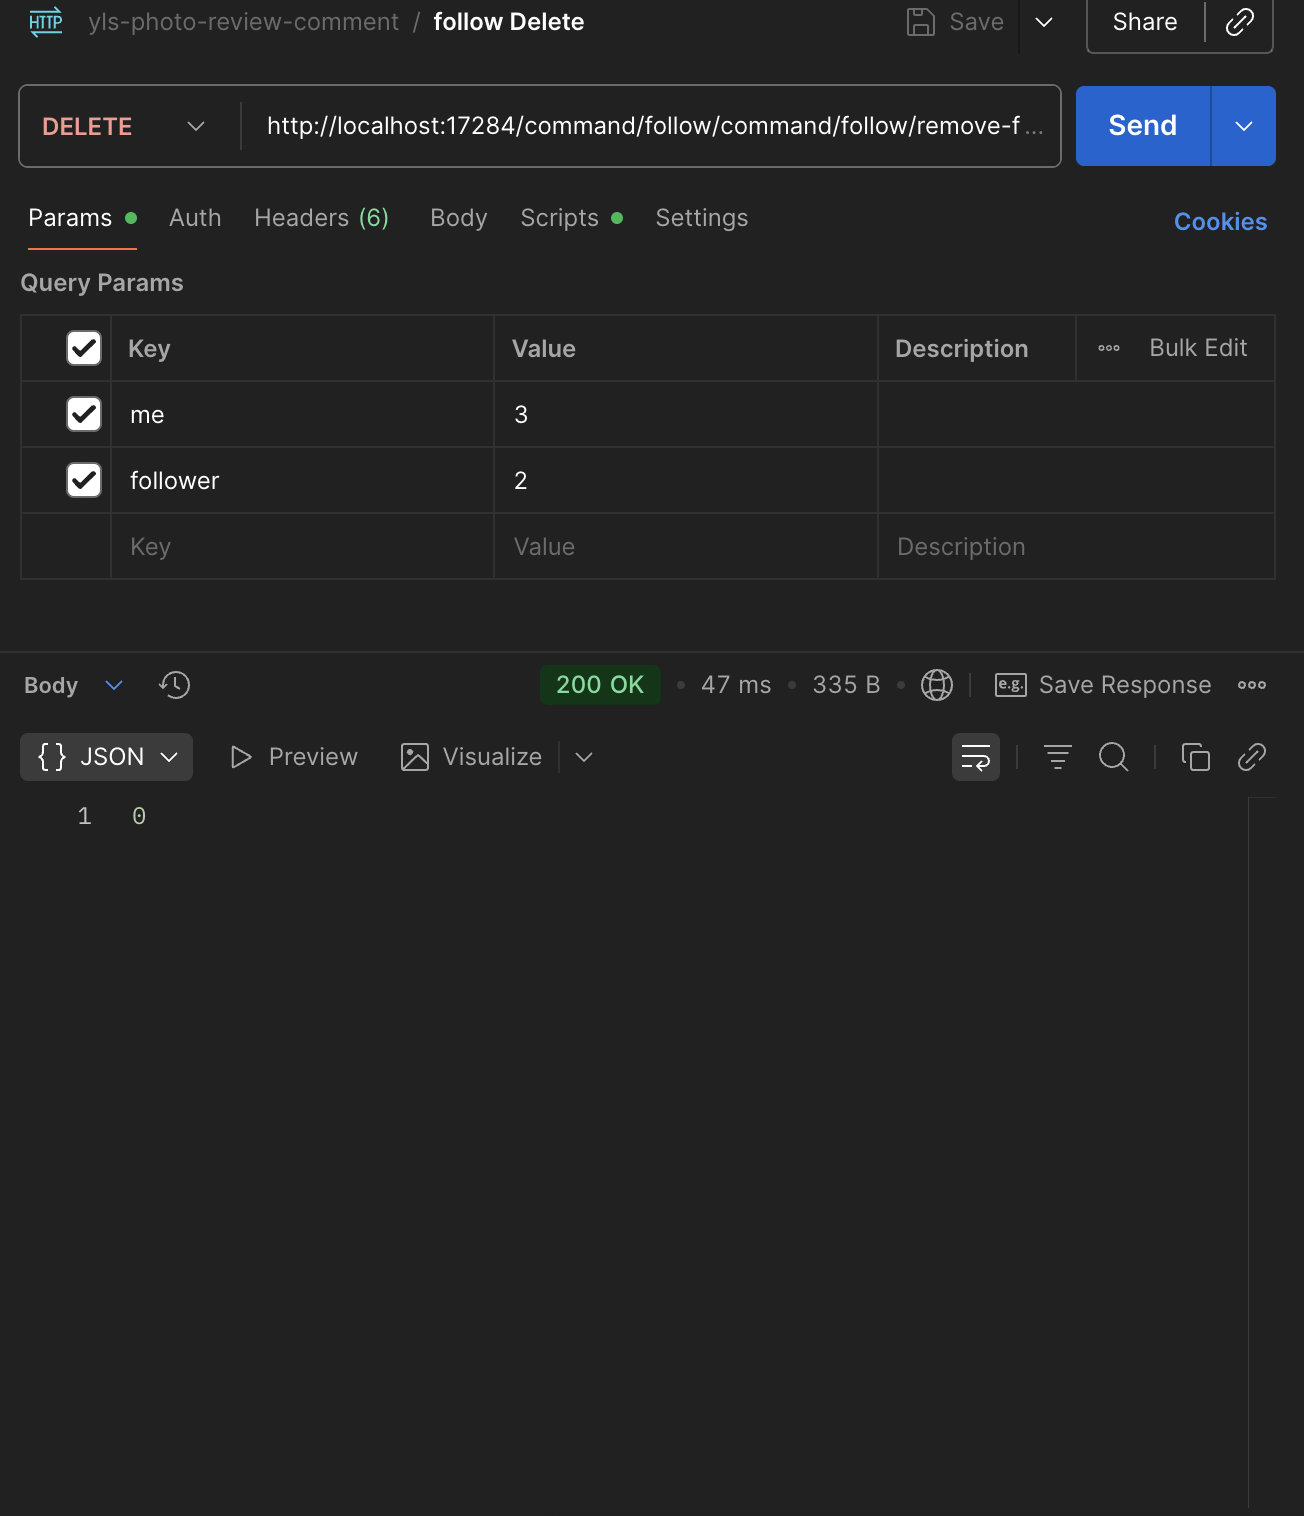 HTTP yls-photo-review-comment / follow Delete Save Share
DELETE http://localhost:17284/command/follow/command/follow/remove-f... Send
Params Auth Headers (6) Body Scripts Settings Cookies
Query Params
Key Value Description Bulk Edit
me 3
follower 2
Key Value Description
Body 200 OK • 47 ms • 335 B • e.g. Save Response
{} JSON Preview Visualize
1 0